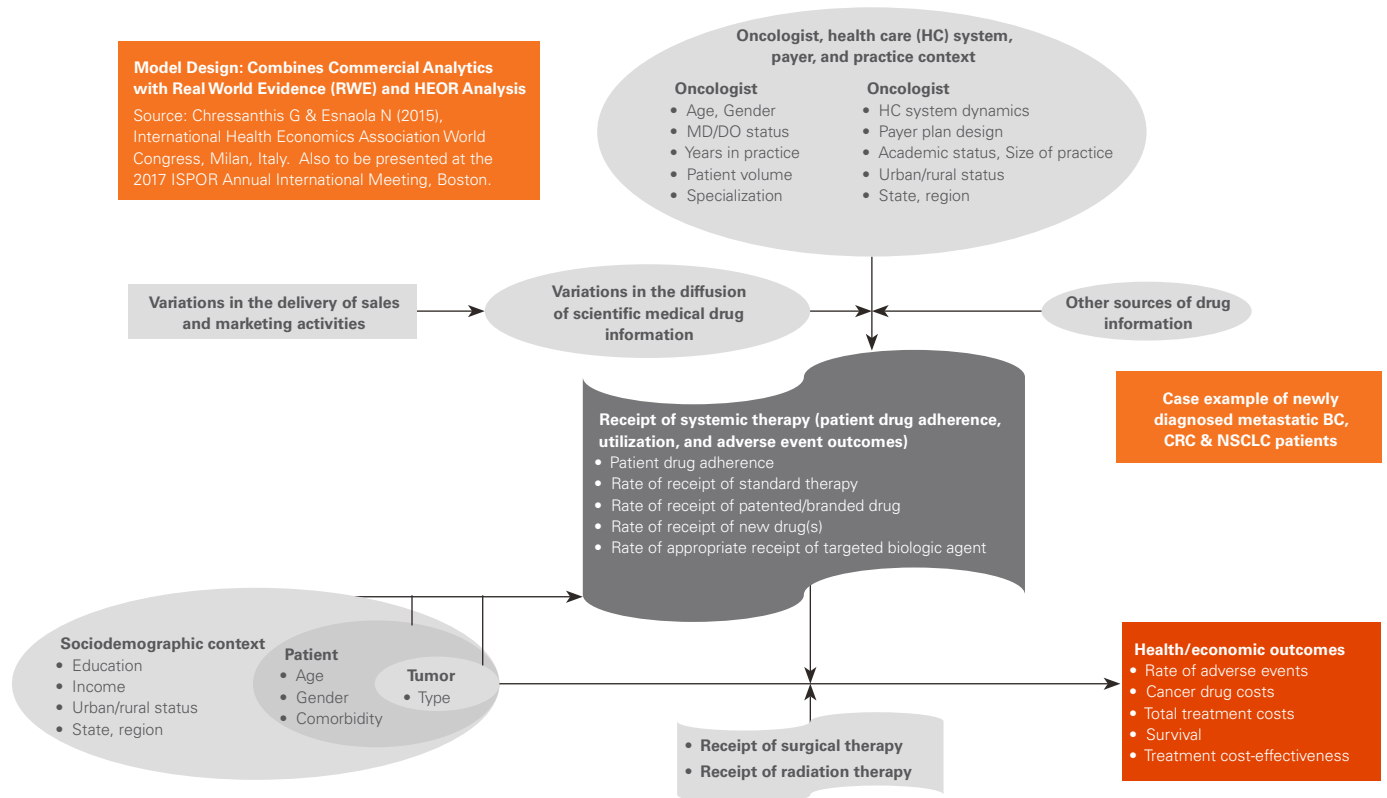 Model Design: Combines Commercial Analytics
with Real World Evidence (RWE) and HEOR Analysis
Source: Chressanthis G & Esnaola N (2015),
International Health Economics Association World
Congress, Milan, Italy.  Also to be presented at the
2017 ISPOR Annual International Meeting, Boston.
Oncologist, health care (HC) system,
payer, and practice context
Oncologist
• Age, Gender
• MD/DO status
• Years in practice
• Patient volume
• Specialization
Oncologist
• HC system dynamics
• Payer plan design
• Academic status, Size of practice
• Urban/rural status
• State, region
Variations in the delivery of sales
and marketing activities
Variations in the diffusion
of scientific medical drug
information
Other sources of drug
information
Receipt of systemic therapy (patient drug adherence,
utilization, and adverse event outcomes)
• Patient drug adherence
• Rate of receipt of standard therapy
• Rate of receipt of patented/branded drug
• Rate of receipt of new drug(s)
• Rate of appropriate receipt of targeted biologic agent
Case example of newly
diagnosed metastatic BC,
CRC & NSCLC patients
Sociodemographic context
• Education
• Income
• Urban/rural status
• State, region
Patient
• Age
• Gender
• Comorbidity
Tumor
• Type
• Receipt of surgical therapy
• Receipt of radiation therapy
Health/economic outcomes
• Rate of adverse events
• Cancer drug costs
• Total treatment costs
• Survival
• Treatment cost-effectiveness